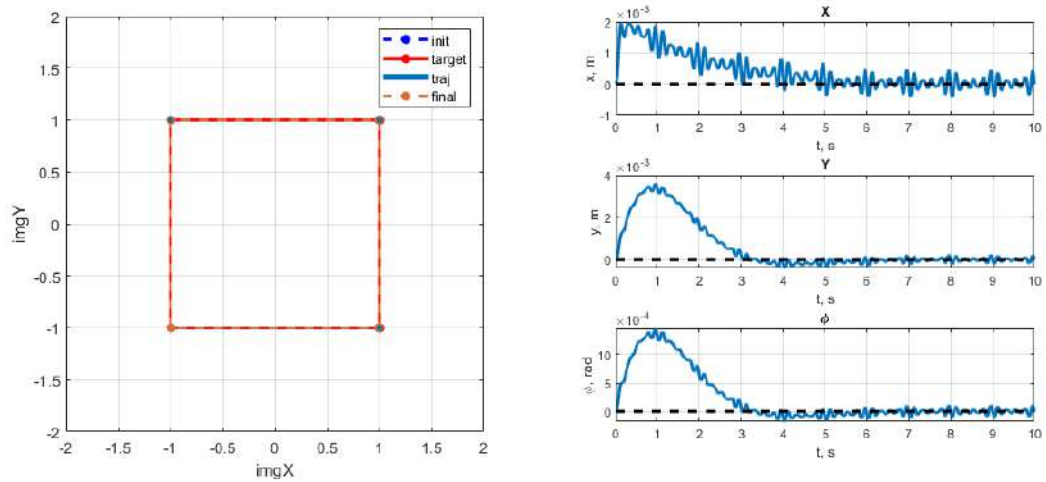 2
1.5
1
0.5
0
-0.5
-1
-1.5
-2
imgY
-2 -1.5 -1 -0.5 0 0.5 1 1.5 2
imgX
init
target
traj
final
×10⁻³
X
2
1
0
-1
x, m
0 1 2 3 4 5 6 7 8 9 10
t, s
×10⁻³
Y
4
2
0
y, m
0 1 2 3 4 5 6 7 8 9 10
t, s
×10⁻⁴
ϕ
10
5
0
ϕ, rad
0 1 2 3 4 5 6 7 8 9 10
t, s